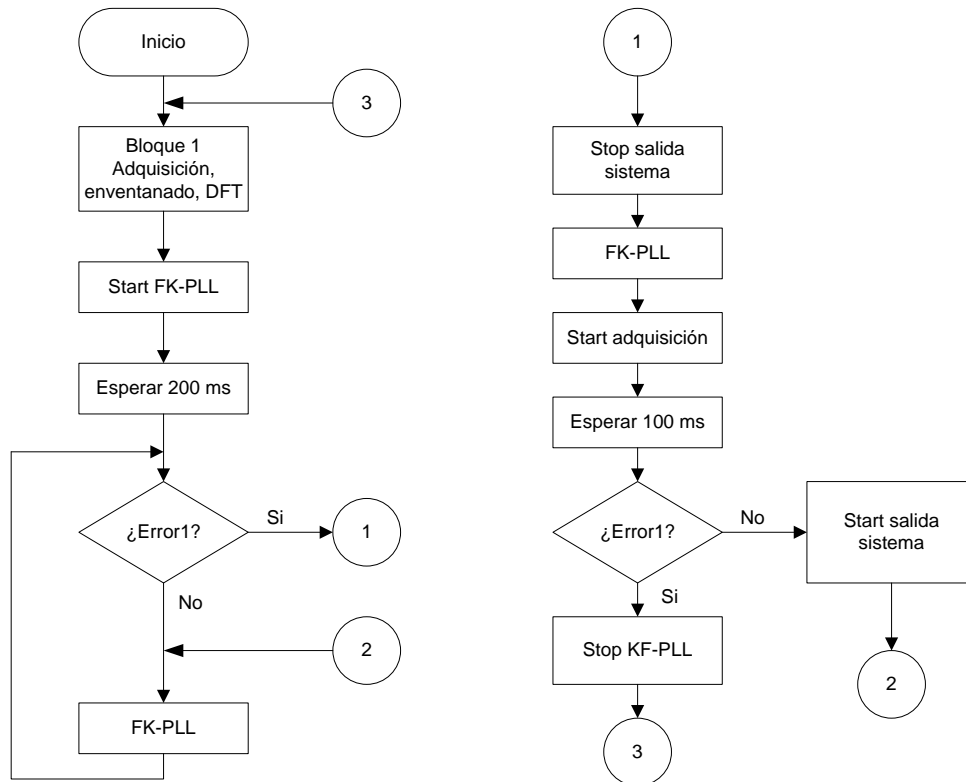 Inicio
3
Bloque 1
Adquisición,
enventanado, DFT
Start FK-PLL
Esperar 200 ms
¿Error1?
Si
1
No
2
FK-PLL
1
Stop salida
sistema
FK-PLL
Start adquisición
Esperar 100 ms
¿Error1?
No
Start salida
sistema
Si
Stop KF-PLL
2
3